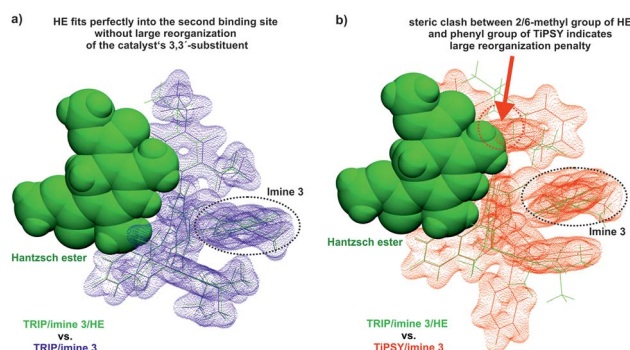 a)
HE fits perfectly into the second binding site
without large reorganization
of the catalyst's 3,3´-substituent
Imine 3
Hantzsch ester
TRIP/imine 3/HE
vs.
TRIP/imine 3
b)
steric clash between 2/6-methyl group of HE
and phenyl group of TiPSY indicates
large reorganization penalty
Imine 3
Hantzsch ester
TRIP/imine 3/HE
vs.
TiPSY/imine 3